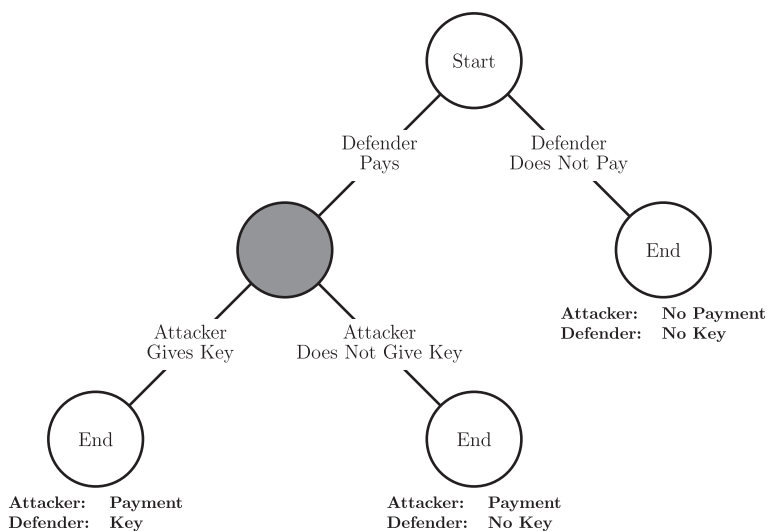 Start
Defender
Pays
Defender
Does Not Pay
End
Attacker: No Payment
Defender: No Key
Attacker
Gives Key
Attacker
Does Not Give Key
End
End
Attacker: Payment
Defender: Key
Attacker: Payment
Defender: No Key